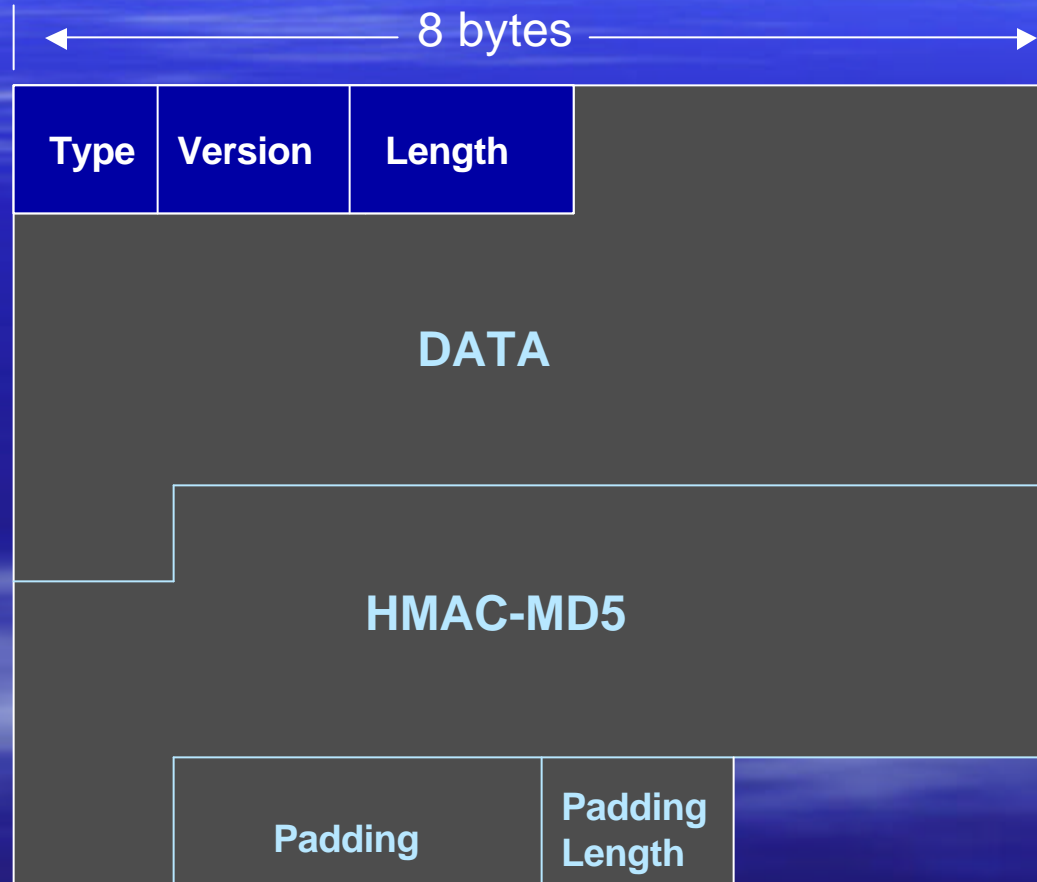 8 bytes
Type Version Length
DATA
HMAC-MD5
Padding
Padding
Length